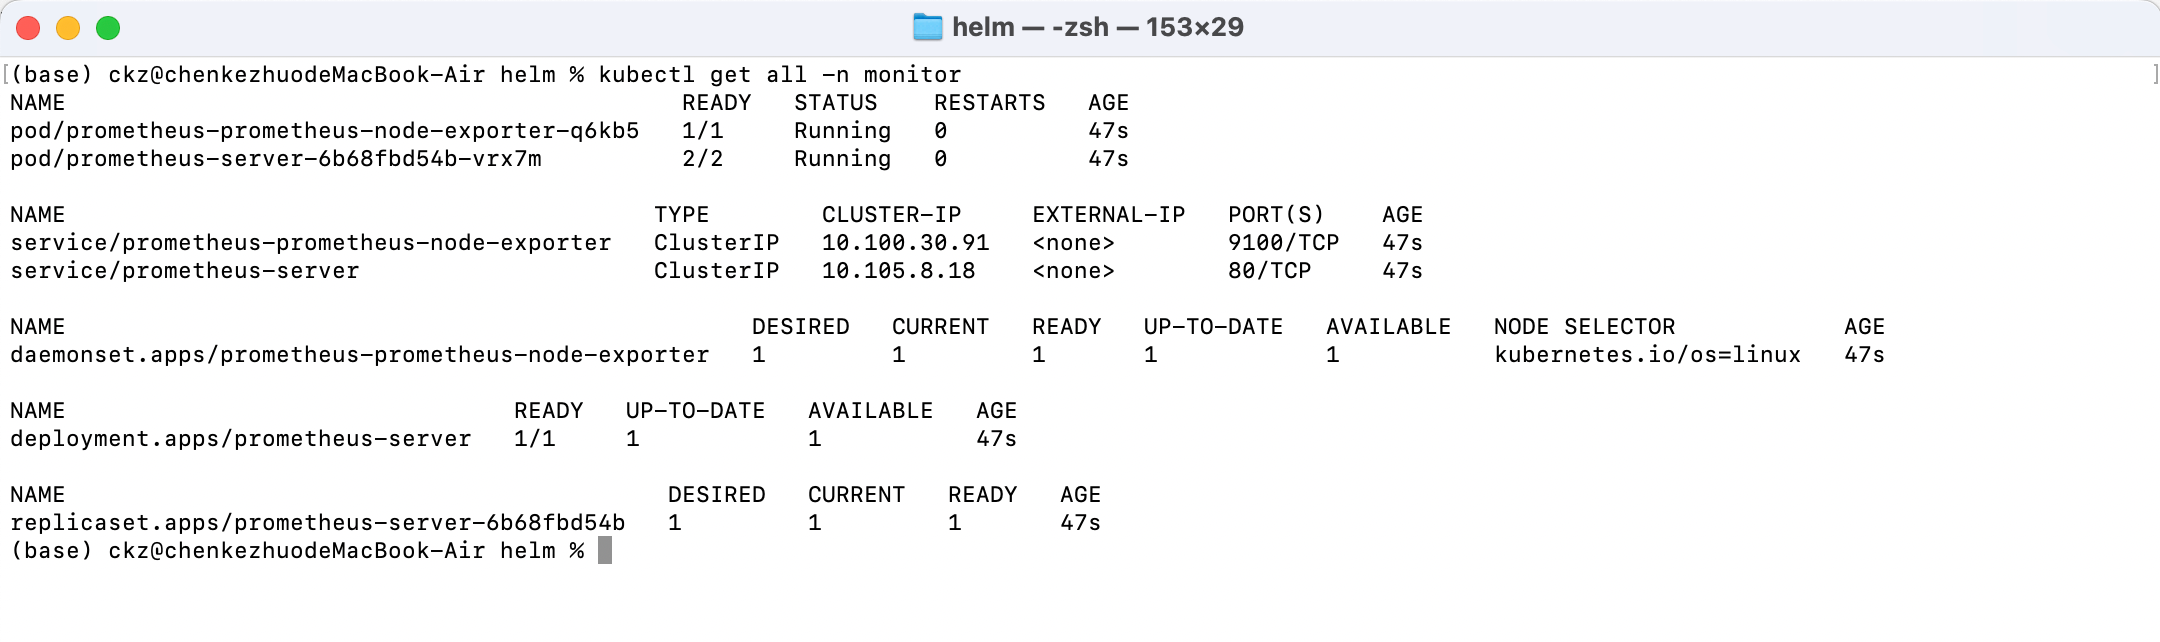 helm — -zsh — 153×29
(base) ckz@chenkezhuodeMacBook-Air helm % kubectl get all -n monitor
NAME                                            READY   STATUS    RESTARTS   AGE
pod/prometheus-prometheus-node-exporter-q6kb5   1/1     Running   0          47s
pod/prometheus-server-6b68fbd54b-vrx7m          2/2     Running   0          47s
NAME                                          TYPE        CLUSTER-IP     EXTERNAL-IP   PORT(S)    AGE
service/prometheus-prometheus-node-exporter   ClusterIP   10.100.30.91   <none>        9100/TCP   47s
service/prometheus-server                     ClusterIP   10.105.8.18    <none>        80/TCP     47s
NAME                                                 DESIRED   CURRENT   READY   UP-TO-DATE   AVAILABLE   NODE SELECTOR            AGE
daemonset.apps/prometheus-prometheus-node-exporter   1         1         1       1            1           kubernetes.io/os=linux   47s
NAME                                READY   UP-TO-DATE   AVAILABLE   AGE
deployment.apps/prometheus-server   1/1     1            1           47s
NAME                                           DESIRED   CURRENT   READY   AGE
replicaset.apps/prometheus-server-6b68fbd54b   1         1         1       47s
(base) ckz@chenkezhuodeMacBook-Air helm %